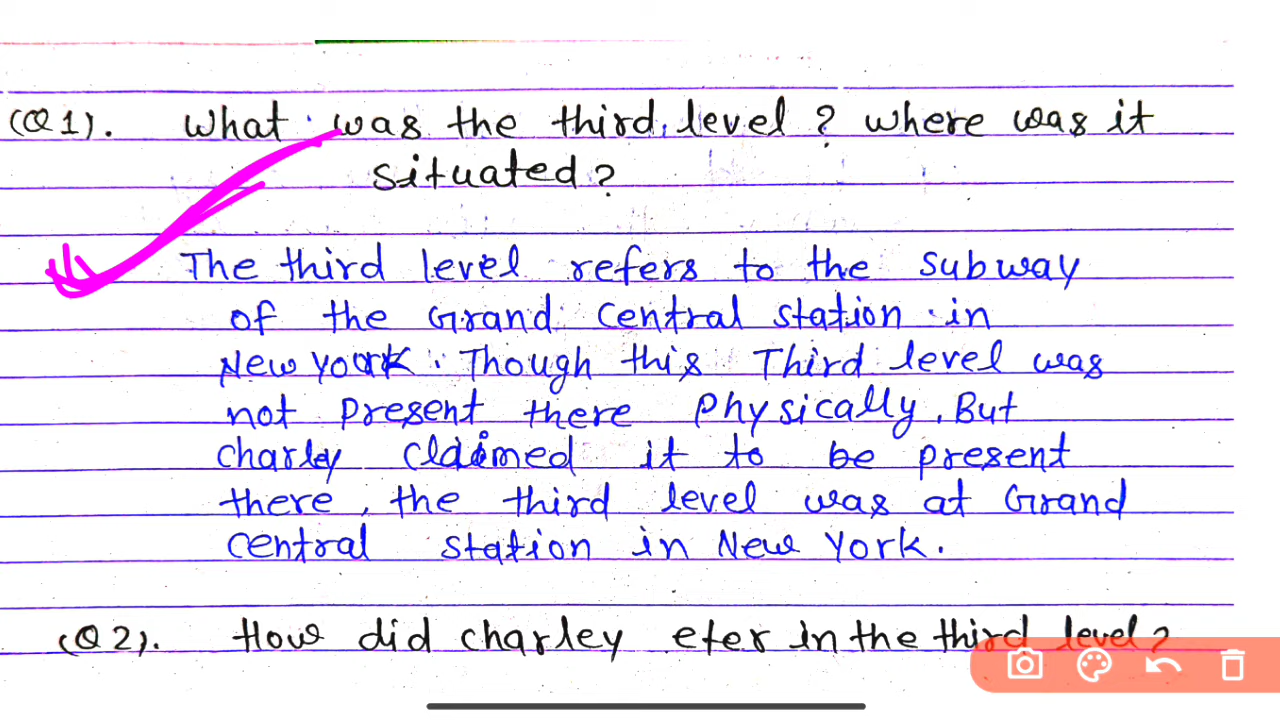 (Q1). What was the third level ? where was it
situated?
The third level refers to the subway
of the Grand central station in
New york. Though this Third level was
not present there physically, But
charley claimed it to be present
there, the third level was at Grand
central station in New York.
(Q2). How did charley eter in the third level?